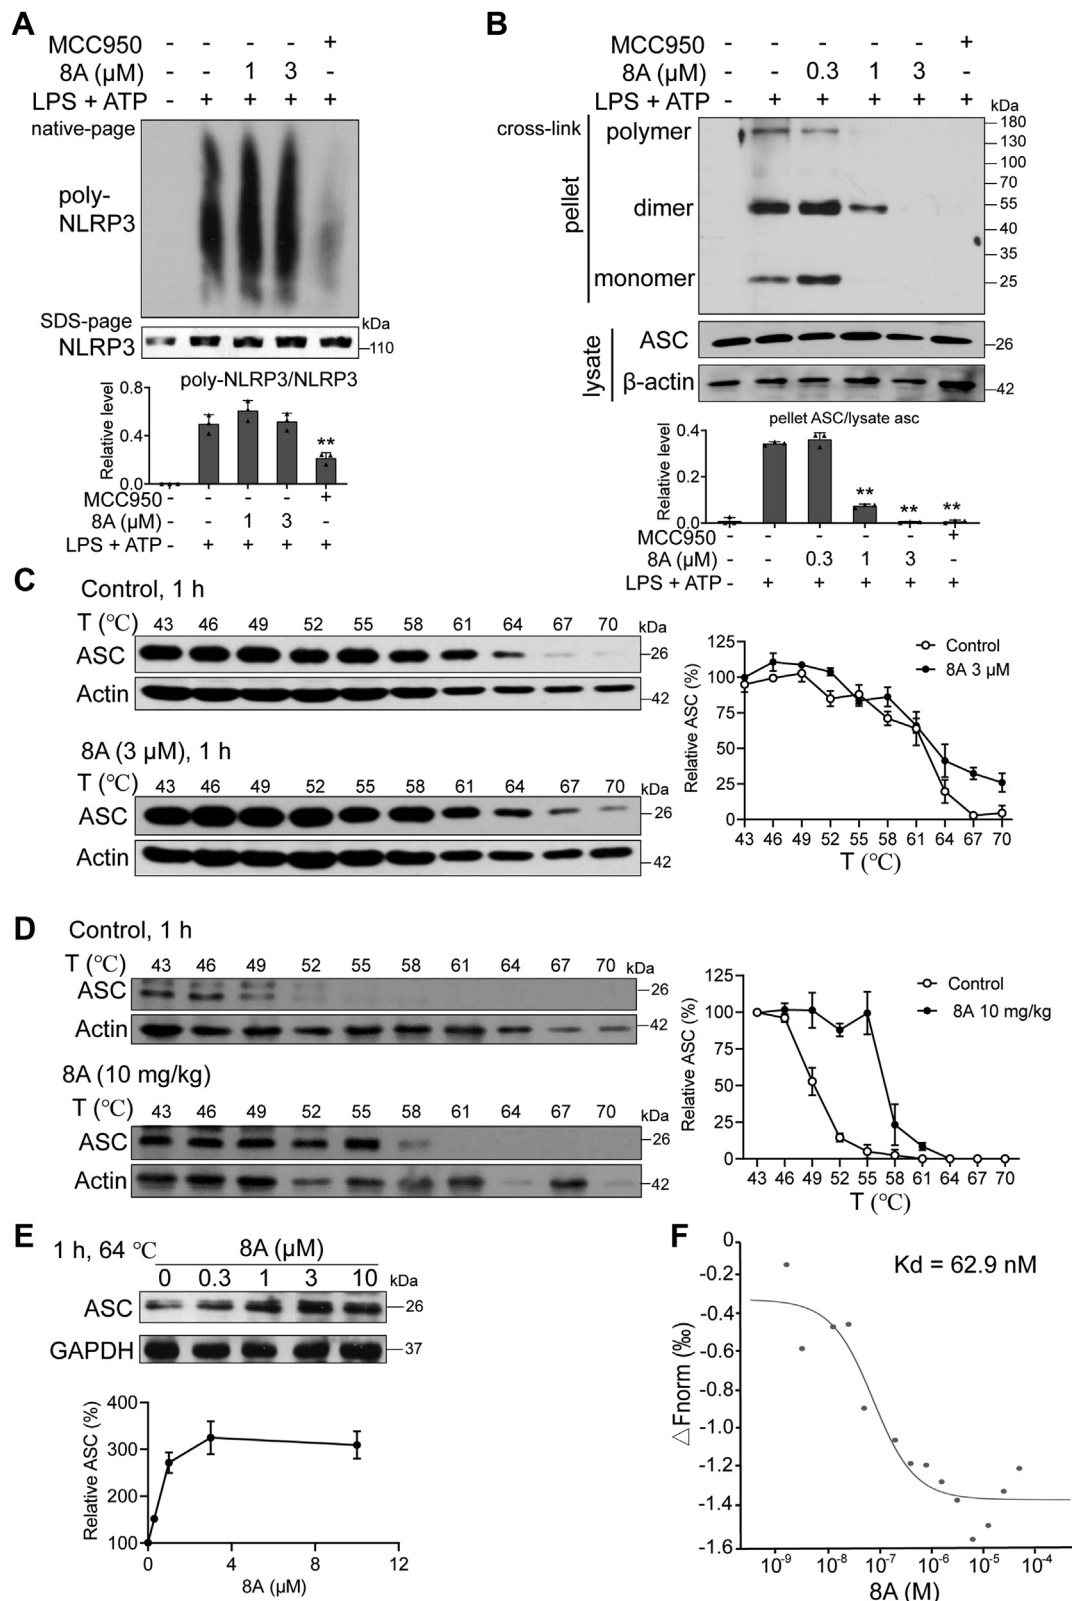 A
MCC950 - - - - +
8A (μM) - - 1 3 -
LPS + ATP - + + + +
native-page
poly-
NLRP3
SDS-page
NLRP3
kDa
110
poly-NLRP3/NLRP3
Relative level
0.8
0.4
0.0
**
MCC950 - - - - +
8A (μM) - - 1 3 -
LPS + ATP - + + + +
B
MCC950 - - - - - +
8A (μM) - - 0.3 1 3 -
LPS + ATP - + + + + +
kDa
cross-link
pellet
polymer
dimer
monomer
180
130
100
70
55
40
35
25
lysate
ASC
26
β-actin
42
pellet ASC/lysate asc
Relative level
0.4
0.2
0.0
** ** **
MCC950 - - - - - +
8A (μM) - - 0.3 1 3 -
LPS + ATP - + + + + +
C
Control, 1 h
T (℃) 43 46 49 52 55 58 61 64 67 70 kDa
ASC 26
Actin 42
8A (3 μM), 1 h
T (℃) 43 46 49 52 55 58 61 64 67 70 kDa
ASC 26
Actin 42
Relative ASC (%)
125
100
75
50
25
0
Control
8A 3 μM
43 46 49 52 55 58 61 64 67 70
T (℃)
D
Control, 1 h
T (℃) 43 46 49 52 55 58 61 64 67 70 kDa
ASC 26
Actin 42
8A (10 mg/kg)
T (℃) 43 46 49 52 55 58 61 64 67 70 kDa
ASC 26
Actin 42
Relative ASC (%)
125
100
75
50
25
0
Control
8A 10 mg/kg
43 46 49 52 55 58 61 64 67 70
T (℃)
E
1 h, 64 ℃ 8A (μM)
0 0.3 1 3 10 kDa
ASC 26
GAPDH 37
Relative ASC (%)
400
300
200
100
0 4 8 12
8A (μM)
F
Kd = 62.9 nM
△Fnorm (‰)
0
-0.2
-0.4
-0.6
-0.8
-1.0
-1.2
-1.4
-1.6
10⁻⁹ 10⁻⁸ 10⁻⁷ 10⁻⁶ 10⁻⁵ 10⁻⁴
8A (M)